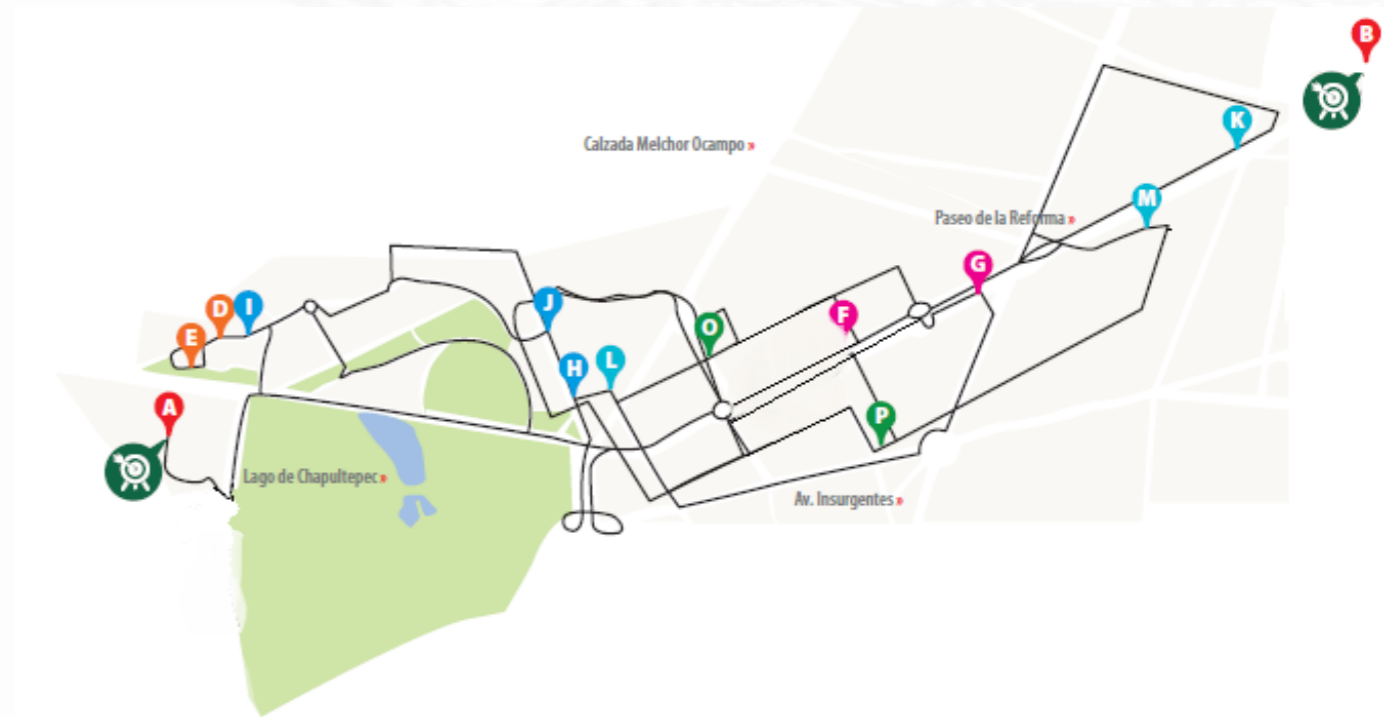 B
K
Calzada Melchor Ocampo »
M
Paseo de la Reforma »
G
D
I
J
F
O
E
H
L
A
P
Lago de Chapultepec »
Av. Insurgentes »